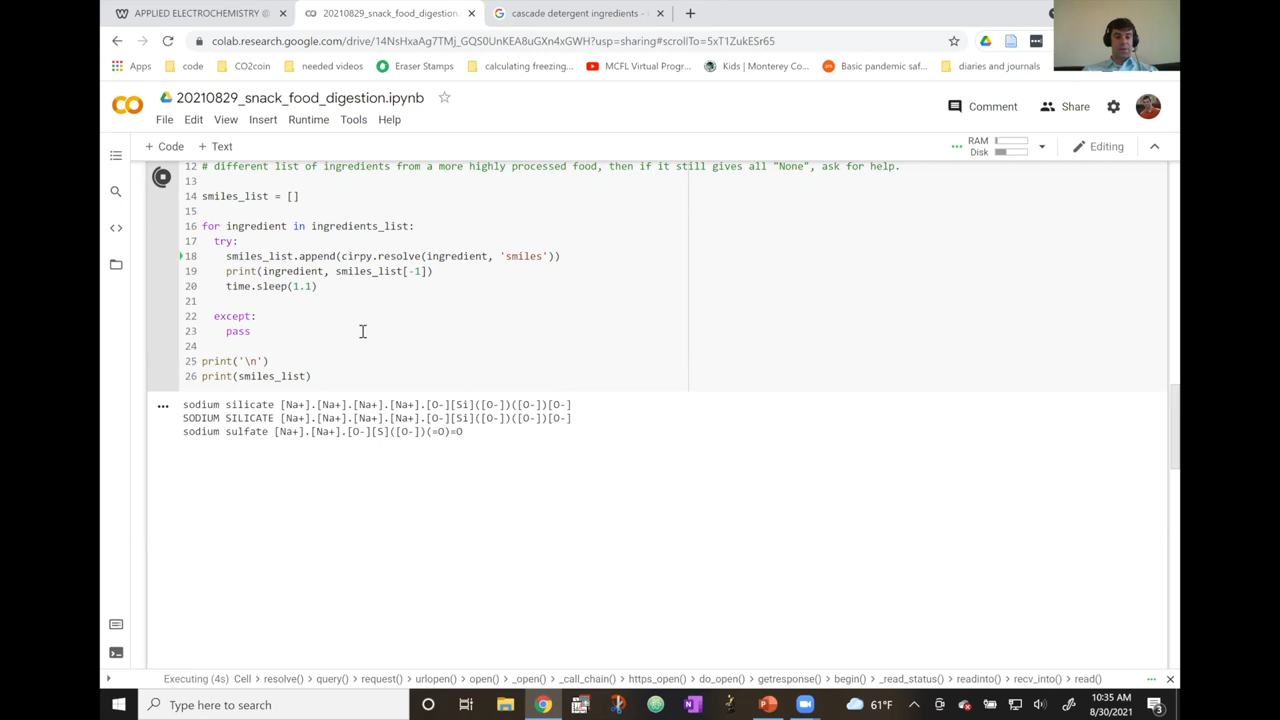 APPLIED ELECTROCHEMISTRY @
20210829_snack_food_digestion.
cascade detergent ingredients -
colab.research.google.com/drive/14NsHxaAg7TMj_GQS0UnKEA8uGXn4xGWH?usp=sharing#scrollTo=5xT1ZukESr65
Apps code CO2coin needed videos Eraser Stamps calculating freezing... MCFL Virtual Progr... Kids | Monterey Co... Basic pandemic saf... diaries and journals
20210829_snack_food_digestion.ipynb
Comment Share
File Edit View Insert Runtime Tools Help
+ Code + Text
RAM
Disk
Editing
12 # different list of ingredients from a more highly processed food, then if it still gives all "None", ask for help.
13
14 smiles_list = []
15
16 for ingredient in ingredients_list:
17 try:
18 smiles_list.append(cirpy.resolve(ingredient, 'smiles'))
19 print(ingredient, smiles_list[-1])
20 time.sleep(1.1)
21
22 except:
23 pass
24
25 print('\n')
26 print(smiles_list)
sodium silicate [Na+].[Na+].[Na+].[Na+].[O-][Si]([O-])([O-])[O-]
SODIUM SILICATE [Na+].[Na+].[Na+].[Na+].[O-][Si]([O-])([O-])[O-]
sodium sulfate [Na+].[Na+].[O-][S]([O-])(=O)=O
Executing (4s) Cell > resolve() > query() > request() > urlopen() > open() > _open() > _call_chain() > https_open() > do_open() > getresponse() > begin() > _read_status() > readinto() > recv_into() > read()
Type here to search
61°F
10:35 AM
8/30/2021
3